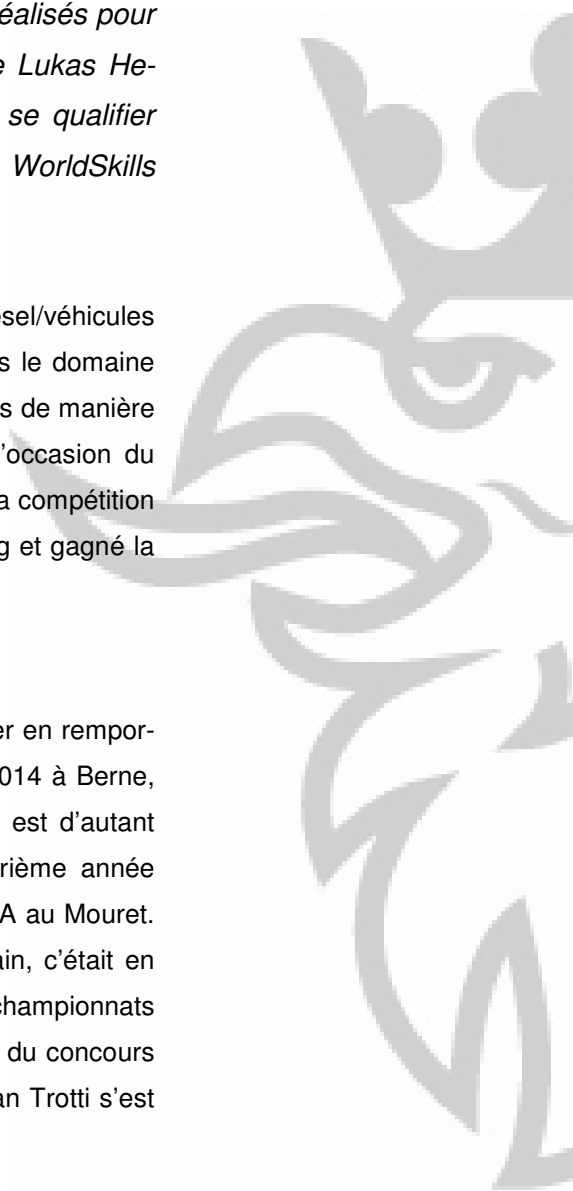 éalisés pour
e Lukas He-
se qualifier
WorldSkills
esel/véhicules
s le domaine
s de manière
'occasion du
a compétition
g et gagné la
er en rempor-
014 à Berne,
est d'autant
rième année
A au Mouret.
ain, c'était en
championnats
du concours
an Trotti s'est